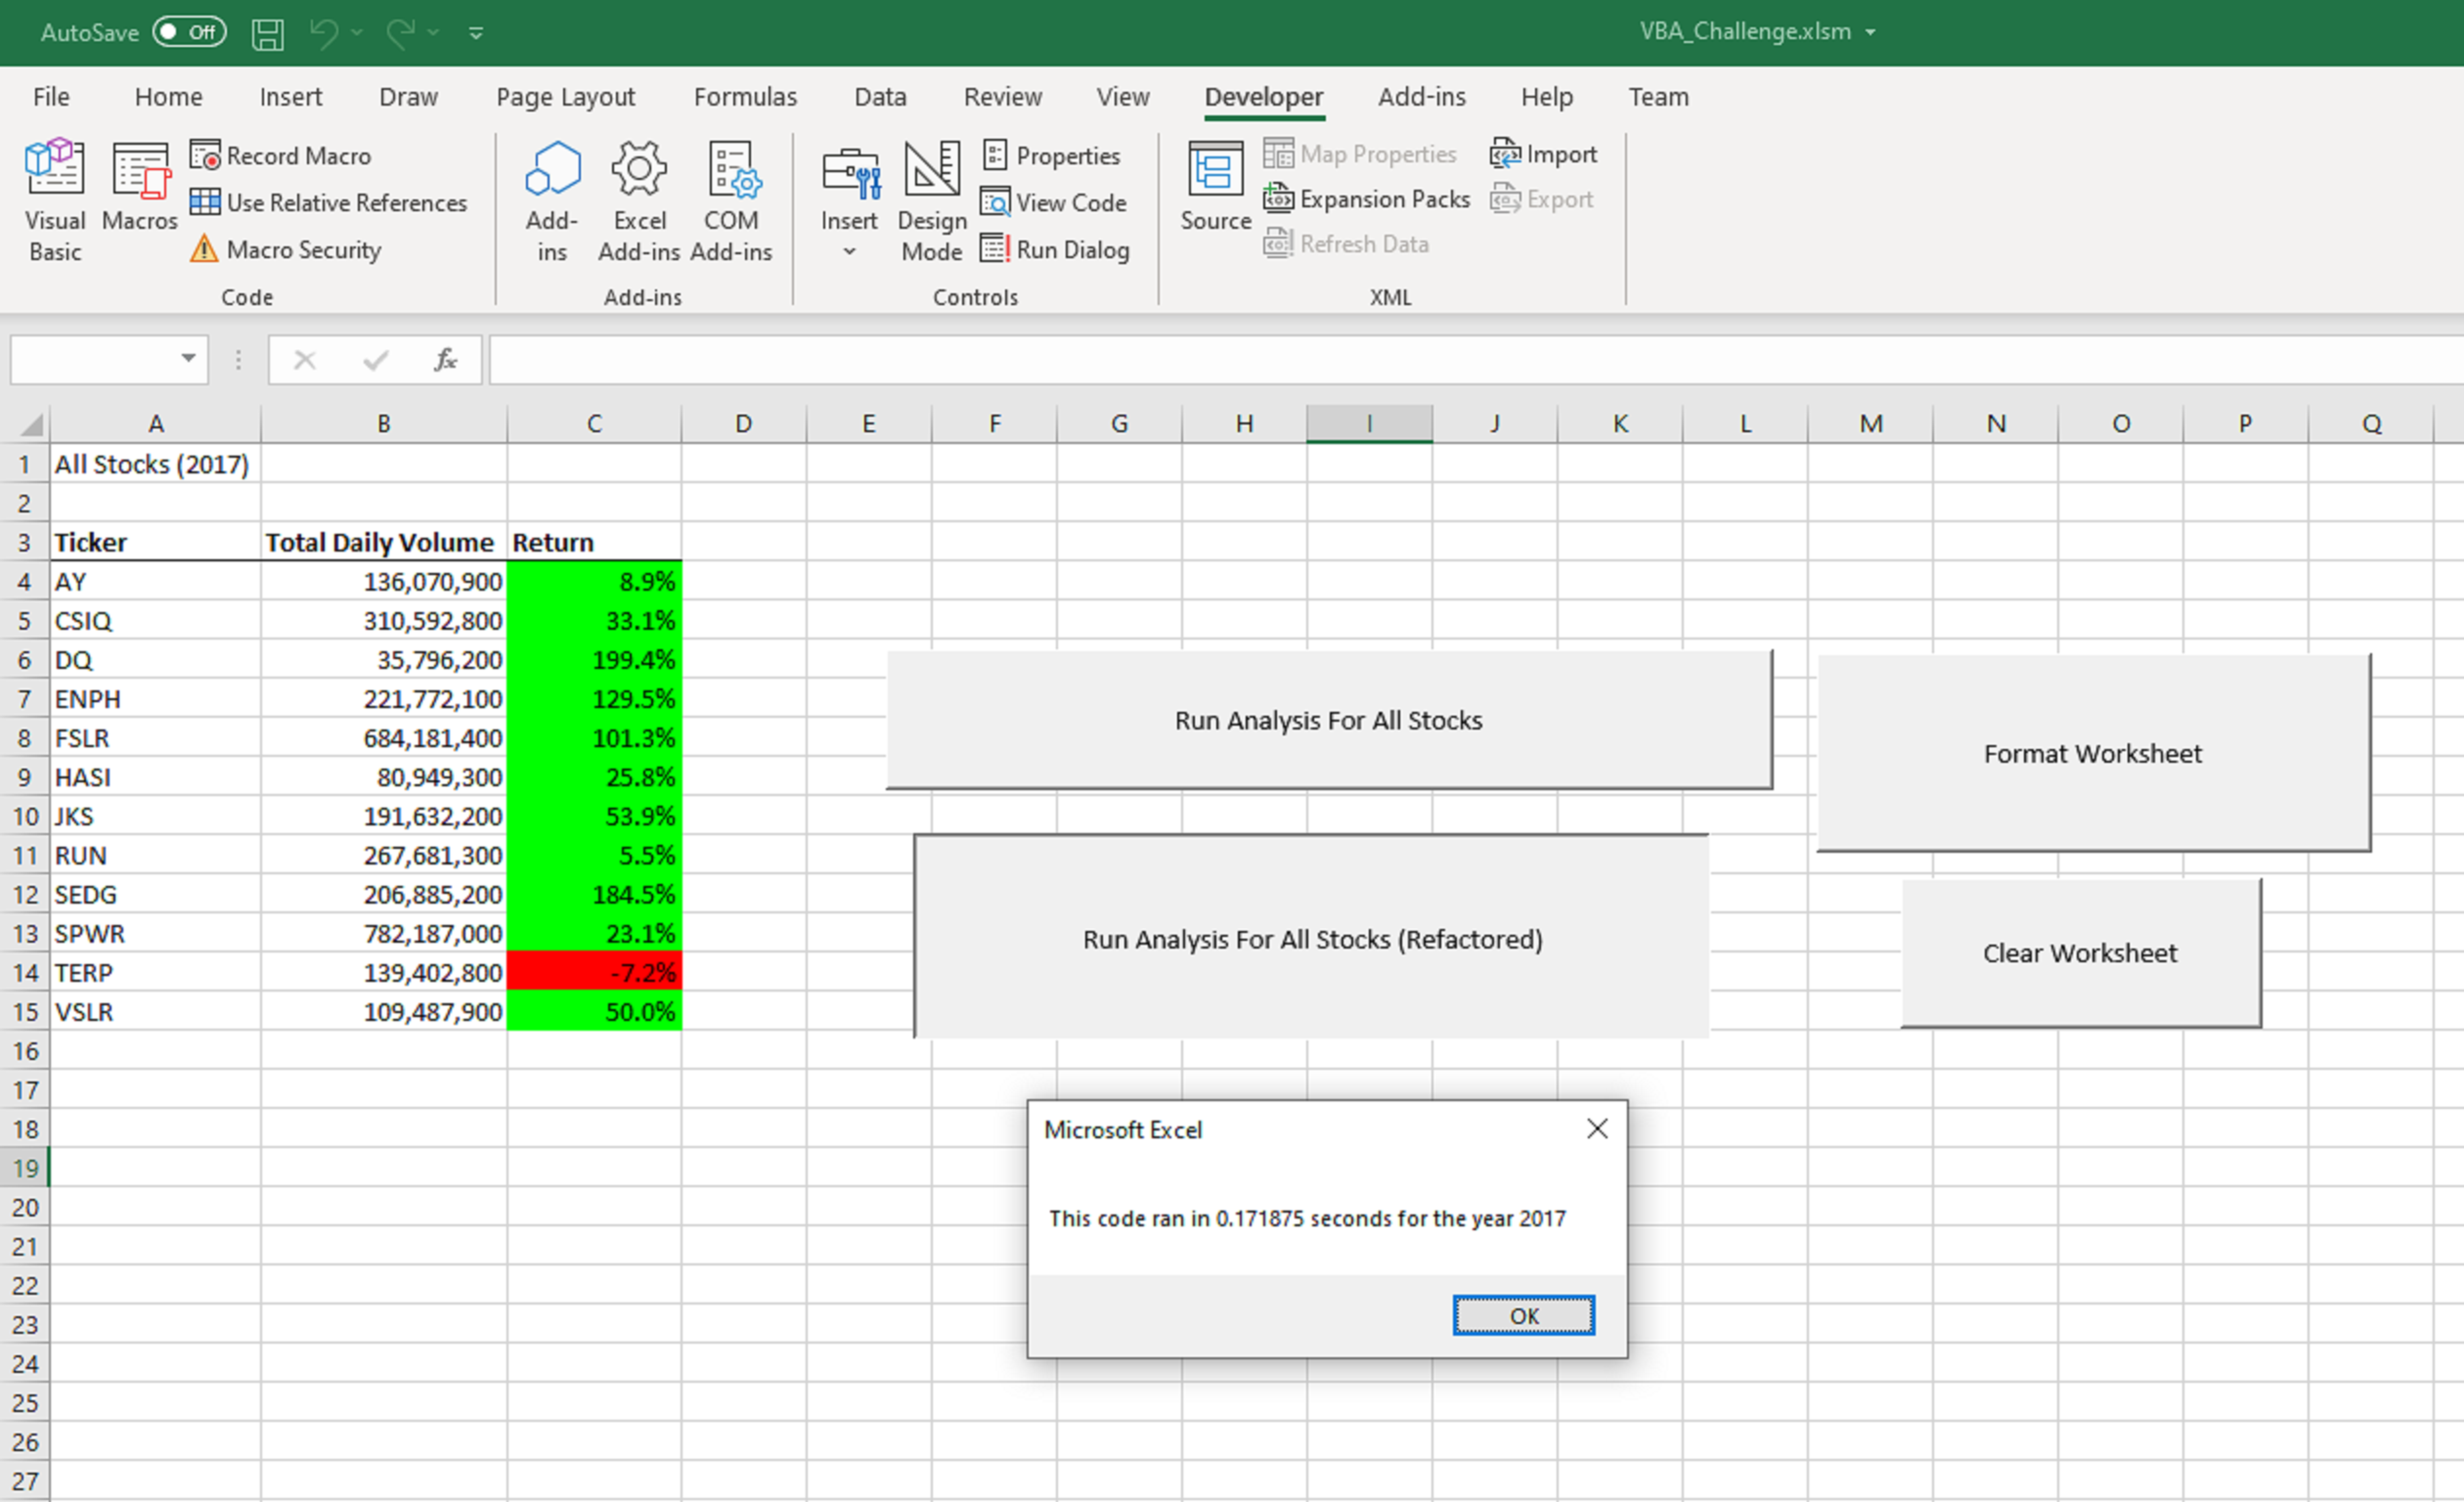 AutoSave Off VBA_Challenge.xlsm
File Home Insert Draw Page Layout Formulas Data Review View Developer Add-ins Help Team
Visual Basic
Macros
Record Macro
Use Relative References
Macro Security
Code
Add-ins
Excel Add-ins
COM Add-ins
Add-ins
Insert
Design Mode
Properties
View Code
Run Dialog
Controls
Source
Map Properties
Expansion Packs
Refresh Data
Import
Export
XML
fx
A B C D E F G H I J K L M N O P Q
1 All Stocks (2017)
2
3 Ticker Total Daily Volume Return
4 AY 136,070,900 8.9%
5 CSIQ 310,592,800 33.1%
6 DQ 35,796,200 199.4%
7 ENPH 221,772,100 129.5%
8 FSLR 684,181,400 101.3%
9 HASI 80,949,300 25.8%
10 JKS 191,632,200 53.9%
11 RUN 267,681,300 5.5%
12 SEDG 206,885,200 184.5%
13 SPWR 782,187,000 23.1%
14 TERP 139,402,800 -7.2%
15 VSLR 109,487,900 50.0%
16
17
18
19
20
21
22
23
24
25
26
27
Run Analysis For All Stocks
Format Worksheet
Run Analysis For All Stocks (Refactored)
Clear Worksheet
Microsoft Excel
This code ran in 0.171875 seconds for the year 2017
OK